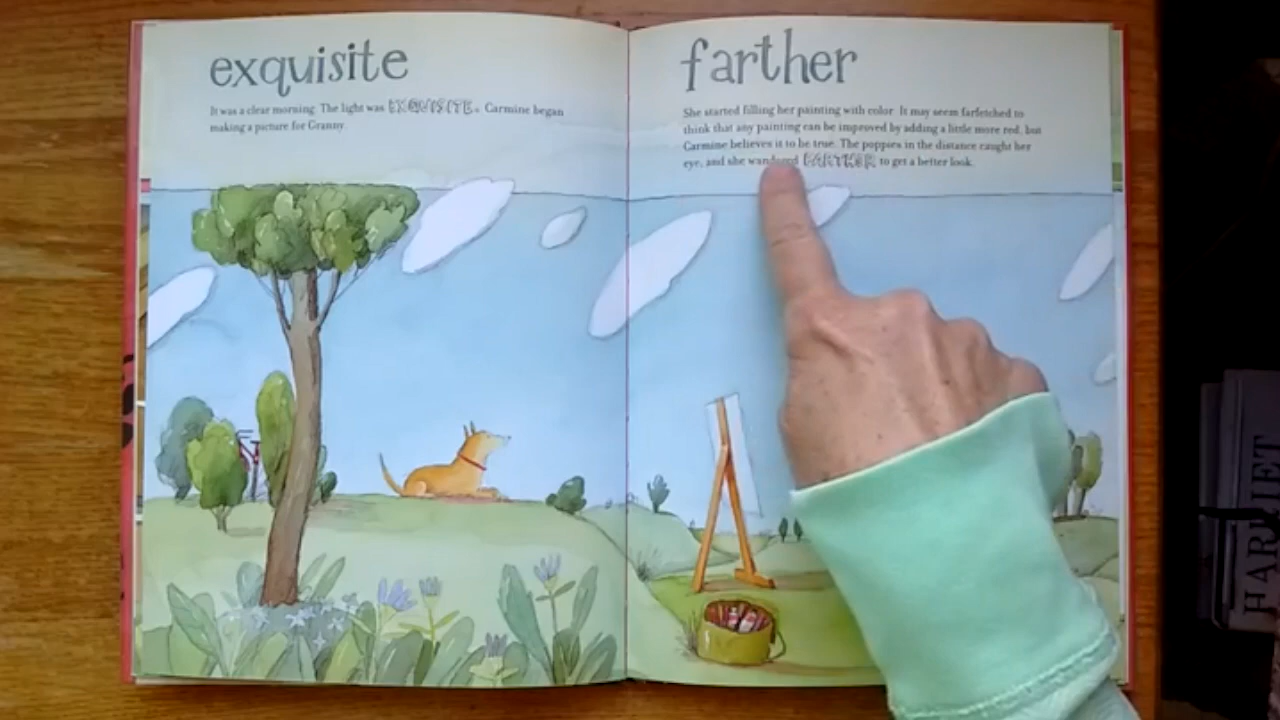 exquisite
It was a clear morning. The light was EXQUISITE. Carmine began
making a picture for Granny.
farther
She started filling her painting with color. It may seem farfetched to
think that any painting can be improved by adding a little more red, but
Carmine believes it to be true. The poppies in the distance caught her
eye, and she wandered FARTHER to get a better look.